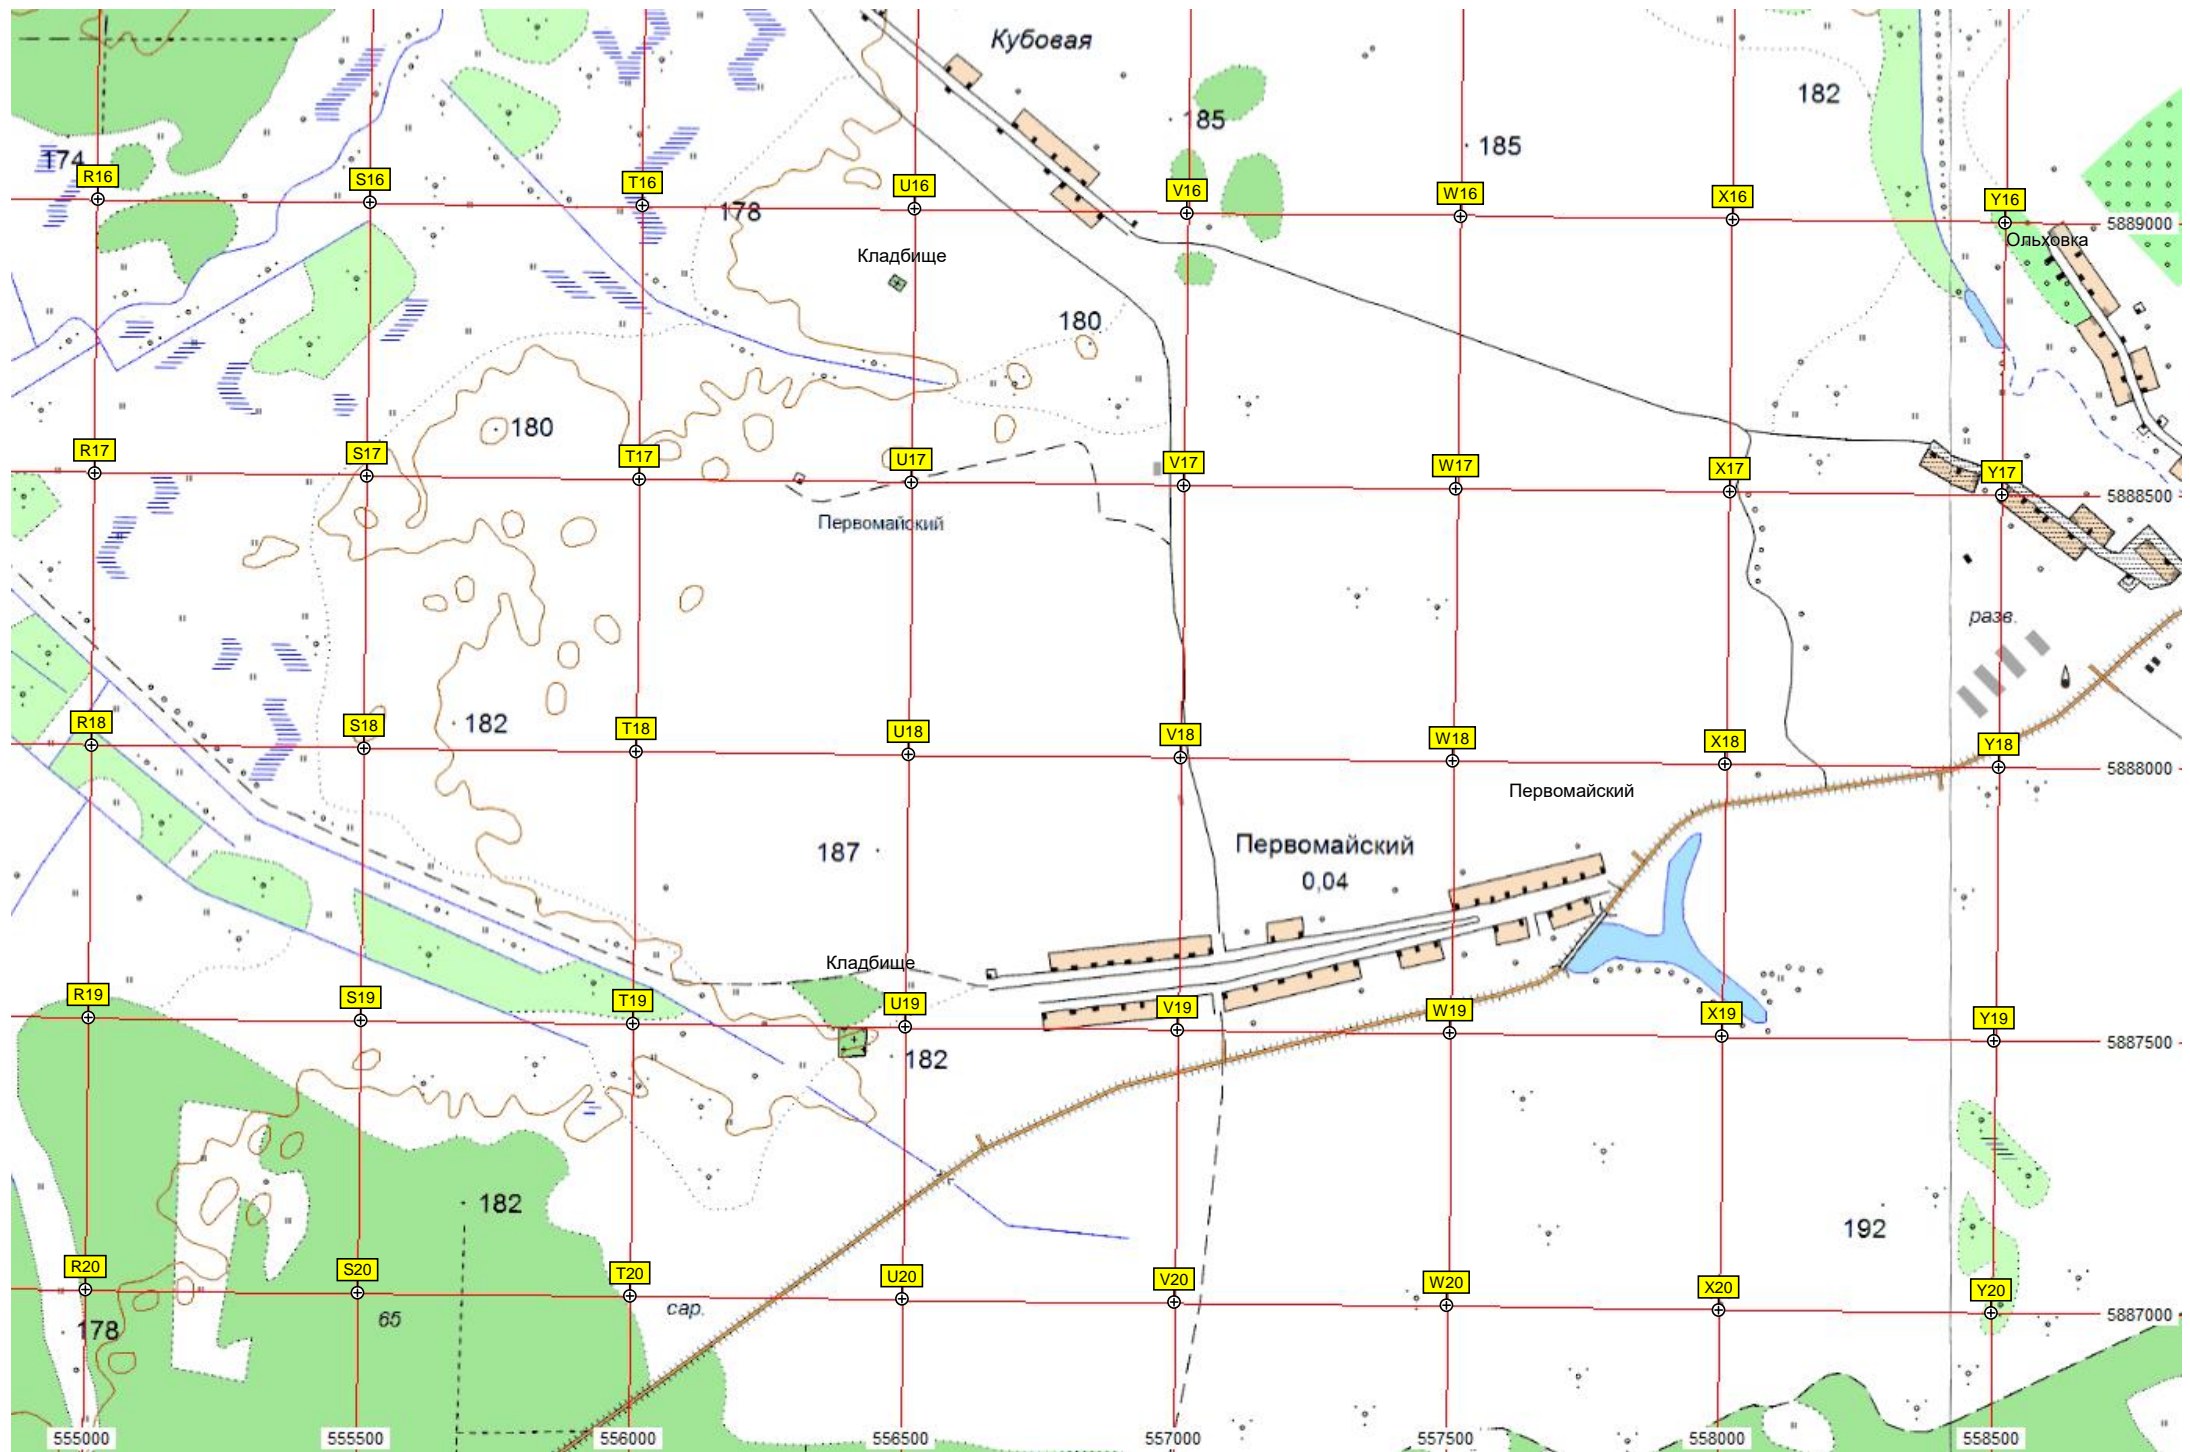 Кубовая
182
185
185
174
R16
S16
T16
U16
V16
W16
X16
Y16
178
5889000
Ольховка
Кладбище
180
180
R17
S17
T17
U17
V17
W17
X17
Y17
5888500
Первомайский
разв.
R18
S18
182
T18
U18
V18
W18
X18
Y18
5888000
Первомайский
187
Первомайский
0,04
Кладбище
R19
S19
T19
U19
V19
W19
X19
Y19
5887500
182
182
192
R20
S20
T20
U20
V20
W20
X20
Y20
65
сар.
5887000
178
555000
555500
556000
556500
557000
557500
558000
558500